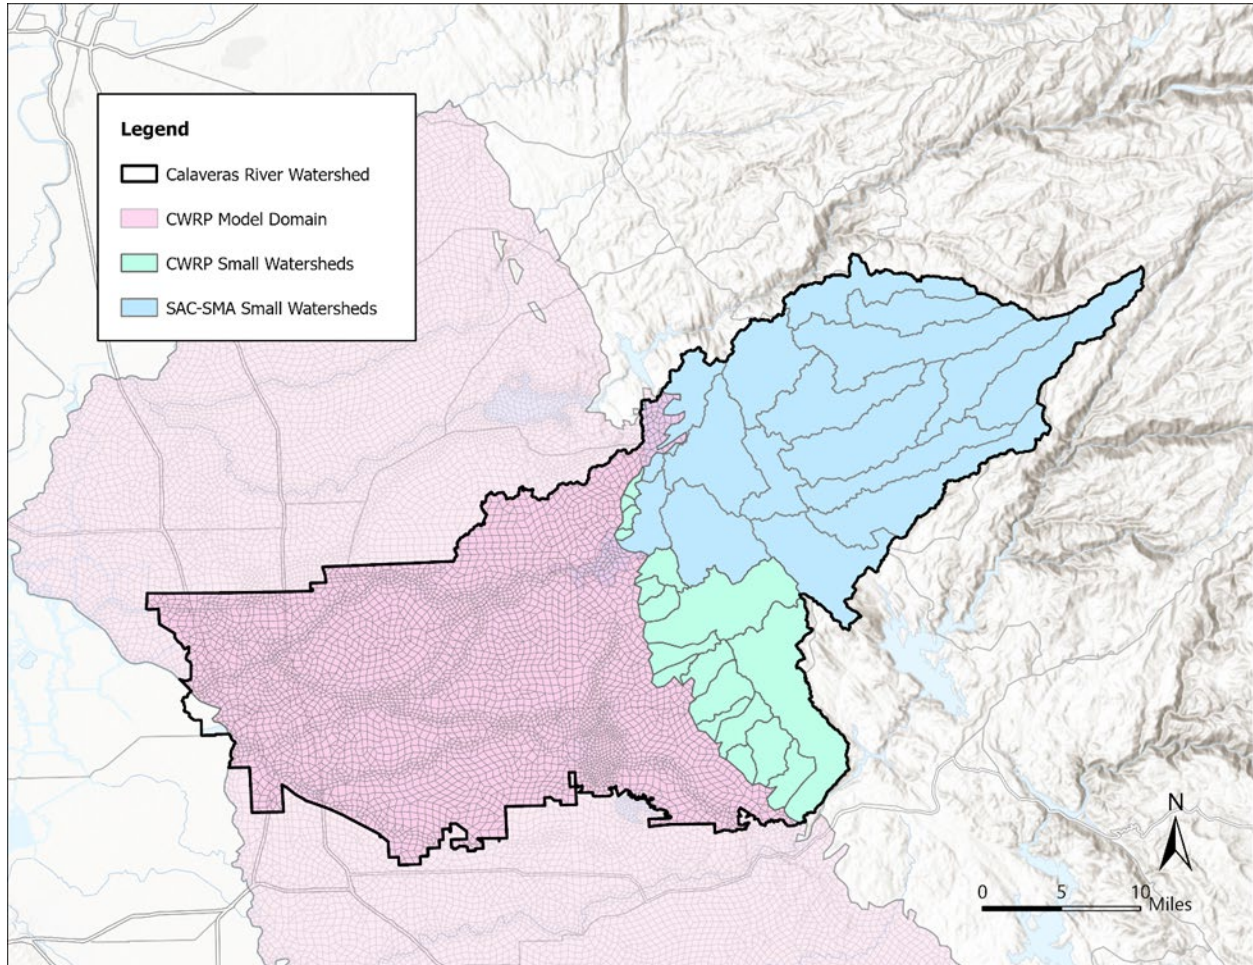 Legend
Calaveras River Watershed
CWRP Model Domain
CWRP Small Watersheds
SAC-SMA Small Watersheds
N
0 5 10
Miles